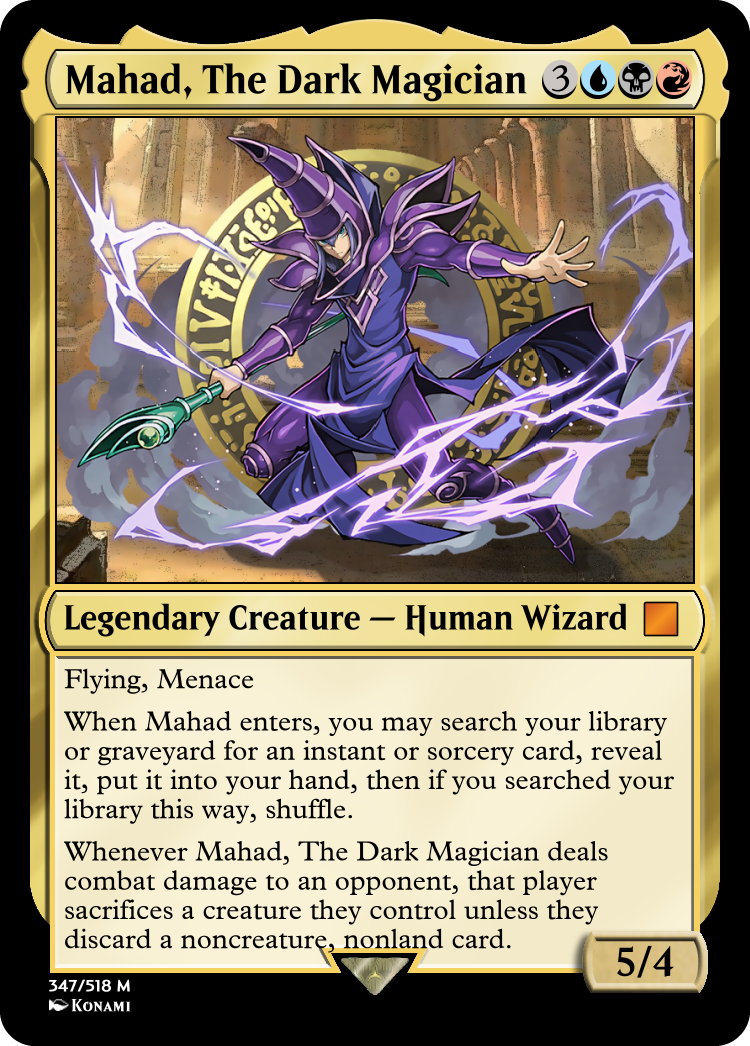 Mahad, The Dark Magician 3
Legendary Creature — Human Wizard
Flying, Menace
When Mahad enters, you may search your library
or graveyard for an instant or sorcery card, reveal
it, put it into your hand, then if you searched your
library this way, shuffle.
Whenever Mahad, The Dark Magician deals
combat damage to an opponent, that player
sacrifices a creature they control unless they
discard a noncreature, nonland card.
5/4
347/518 M
KONAMI